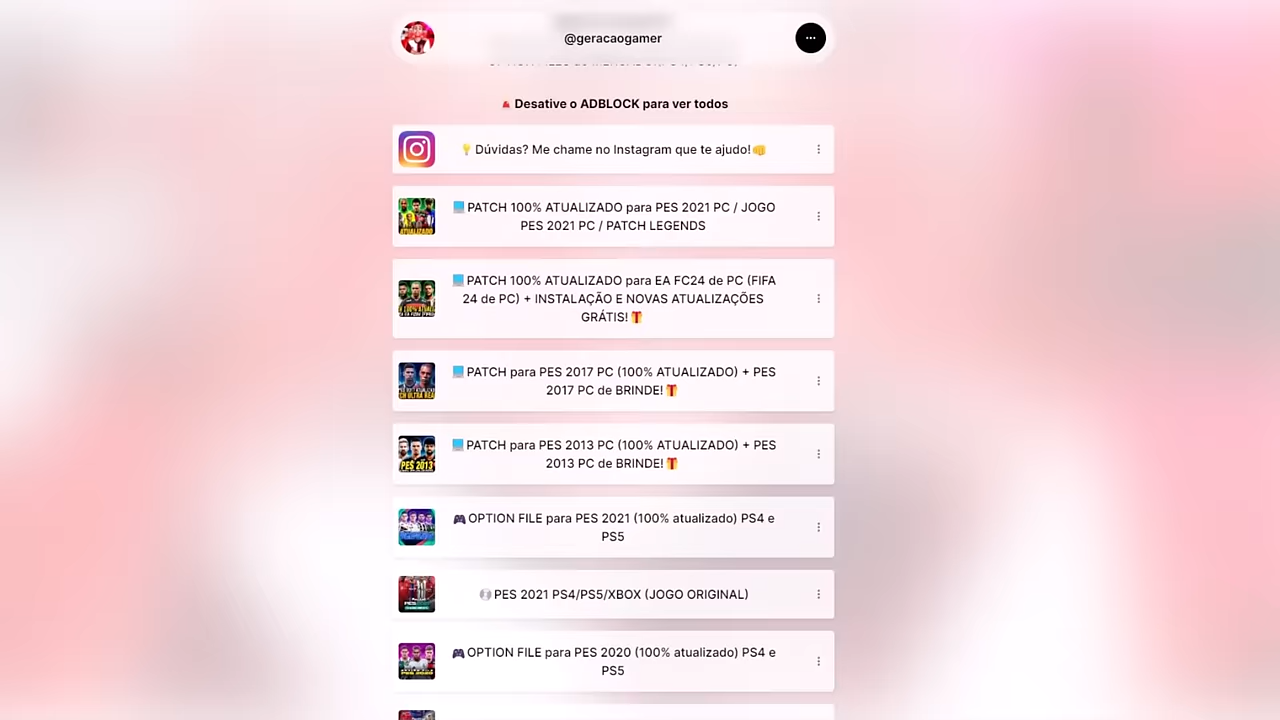 @geracaogamer
Desative o ADBLOCK para ver todos
Dúvidas? Me chame no Instagram que te ajudo!
PATCH 100% ATUALIZADO para PES 2021 PC / JOGO
PES 2021 PC / PATCH LEGENDS
ATUALIZADO
PATCH 100% ATUALIZADO para EA FC24 de PC (FIFA
24 de PC) + INSTALAÇÃO E NOVAS ATUALIZAÇÕES
GRÁTIS!
PATCH para PES 2017 PC (100% ATUALIZADO) + PES
2017 PC de BRINDE!
PATCH para PES 2013 PC (100% ATUALIZADO) + PES
2013 PC de BRINDE!
PES 2013
OPTION FILE para PES 2021 (100% atualizado) PS4 e
PS5
PES 2021 PS4/PS5/XBOX (JOGO ORIGINAL)
OPTION FILE para PES 2020 (100% atualizado) PS4 e
PS5